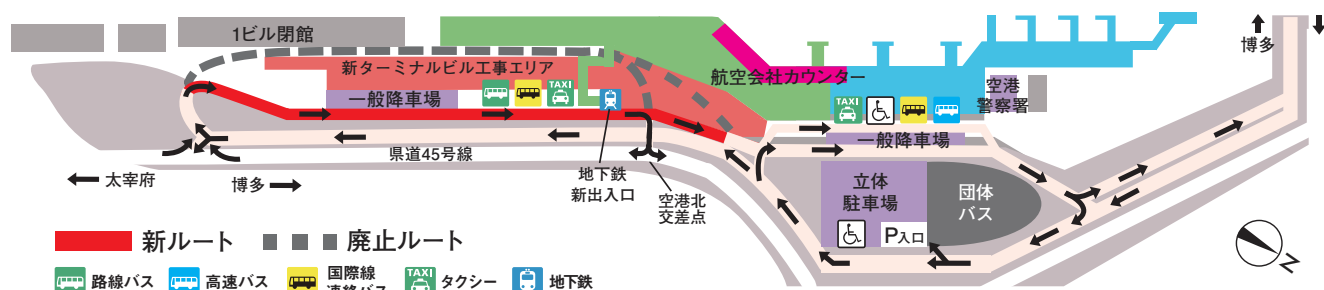 1ビル閉館
新ターミナルビル工事エリア
一般降車場
TAXI
航空会社カウンター
空港
警察署
博多
TAXI
一般降車場
県道45号線
太宰府
博多
地下鉄
新出入口
空港北
交差点
立体
駐車場
団体
バス
P入口
新ルート
廃止ルート
路線バス
高速バス
国際線
連絡バス
TAXI
タクシー
地下鉄
N